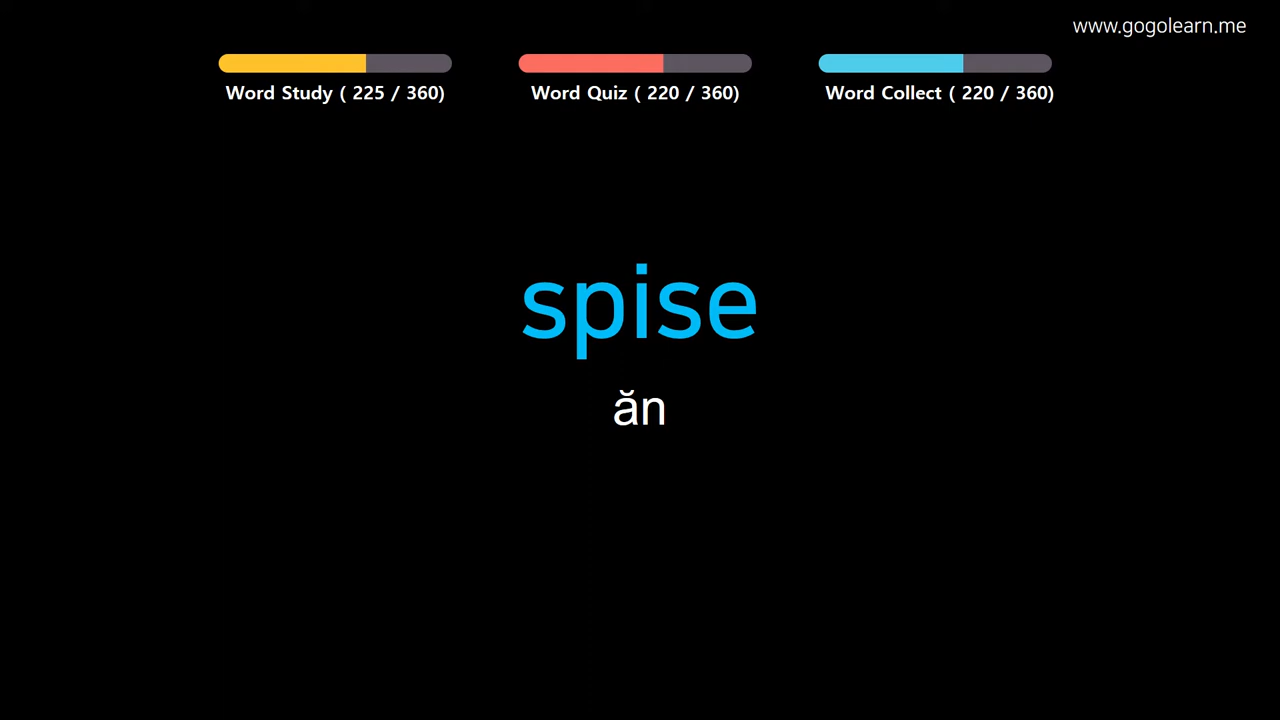 www.gogolearn.me
Word Study ( 225 / 360)
Word Quiz ( 220 / 360)
Word Collect ( 220 / 360)
spise
ăn